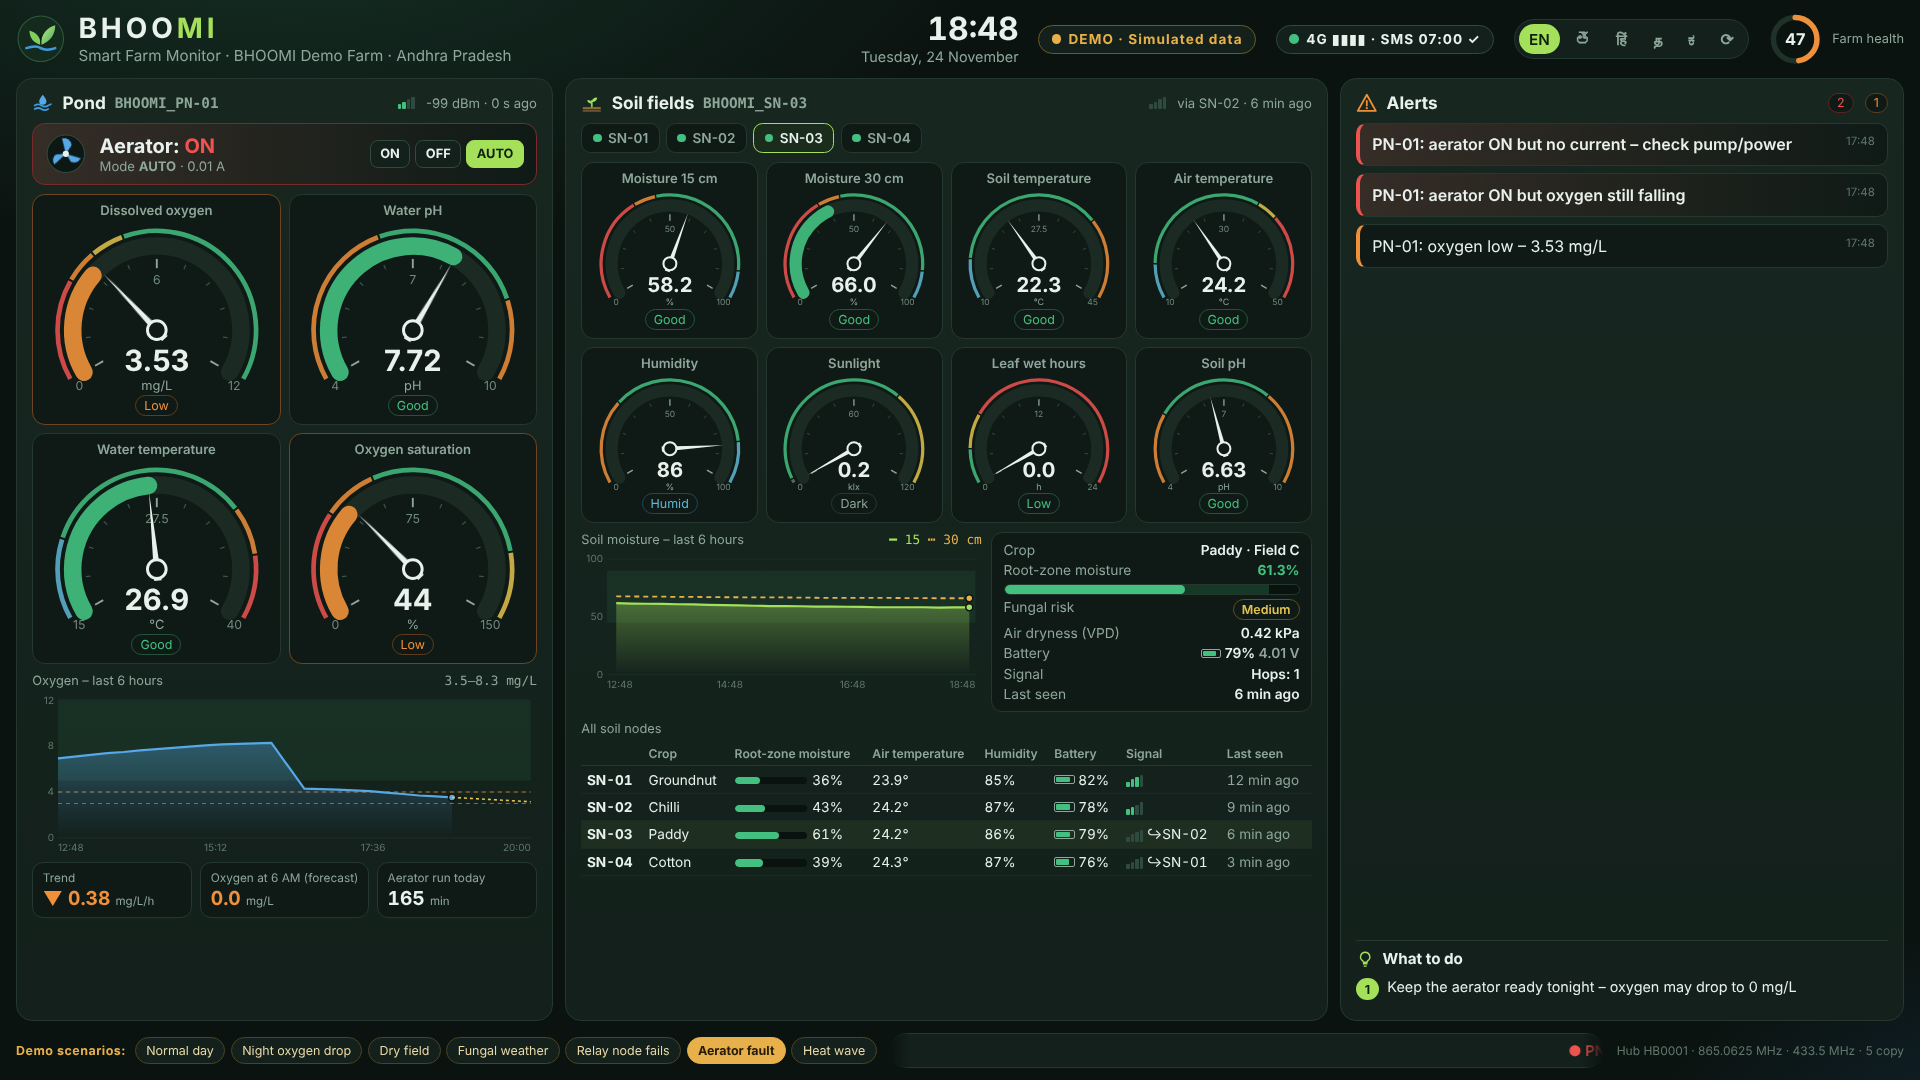 BHOOMI
Smart Farm Monitor · BHOOMI Demo Farm · Andhra Pradesh
18:48
Tuesday, 24 November
DEMO · Simulated data
4G ▮▮▮▮ · SMS 07:00 ✓
EN
हिं
த
⟳
47
Farm health
Pond BHOOMI_PN-01
-99 dBm · 0 s ago
Aerator: ON
Mode AUTO · 0.01 A
ON OFF AUTO
Dissolved oxygen
6
3.53
0 mg/L 12
Low
Water pH
7
7.72
4 pH 10
Good
Water temperature
27.5
26.9
15 °C 40
Good
Oxygen saturation
75
44
0 % 150
Low
Oxygen – last 6 hours 3.5–8.3 mg/L
12
8
4
0
12:48 15:12 17:36 20:00
Trend
▼ 0.38 mg/L/h
Oxygen at 6 AM (forecast)
0.0 mg/L
Aerator run today
165 min
Soil fields BHOOMI_SN-03
via SN-02 · 6 min ago
SN-01 SN-02 SN-03 SN-04
Moisture 15 cm
50
58.2
0 % 100
Good
Moisture 30 cm
50
66.0
0 % 100
Good
Soil temperature
27.5
22.3
10 °C 45
Good
Air temperature
30
24.2
10 °C 50
Good
Humidity
50
86
0 % 100
Humid
Sunlight
60
0.2
0 klx 120
Dark
Leaf wet hours
12
0.0
0 h 24
Low
Soil pH
7
6.63
4 pH 10
Good
Soil moisture – last 6 hours 15 30 cm
100
50
0
12:48 14:48 16:48 18:48
Crop Paddy · Field C
Root-zone moisture 61.3%
Fungal risk Medium
Air dryness (VPD) 0.42 kPa
Battery 79% 4.01 V
Signal Hops: 1
Last seen 6 min ago
All soil nodes
Crop Root-zone moisture Air temperature Humidity Battery Signal Last seen
SN-01 Groundnut 36% 23.9° 85% 82% 12 min ago
SN-02 Chilli 43% 24.2° 87% 78% 9 min ago
SN-03 Paddy 61% 24.2° 86% 79% ↪SN-02 6 min ago
SN-04 Cotton 39% 24.3° 87% 76% ↪SN-01 3 min ago
Alerts 2 1
PN-01: aerator ON but no current – check pump/power 17:48
PN-01: aerator ON but oxygen still falling 17:48
PN-01: oxygen low – 3.53 mg/L 17:48
What to do
1 Keep the aerator ready tonight – oxygen may drop to 0 mg/L
Demo scenarios: Normal day Night oxygen drop Dry field Fungal weather Relay node fails Aerator fault Heat wave
Hub HB0001 · 865.0625 MHz · 433.5 MHz · 5 copy